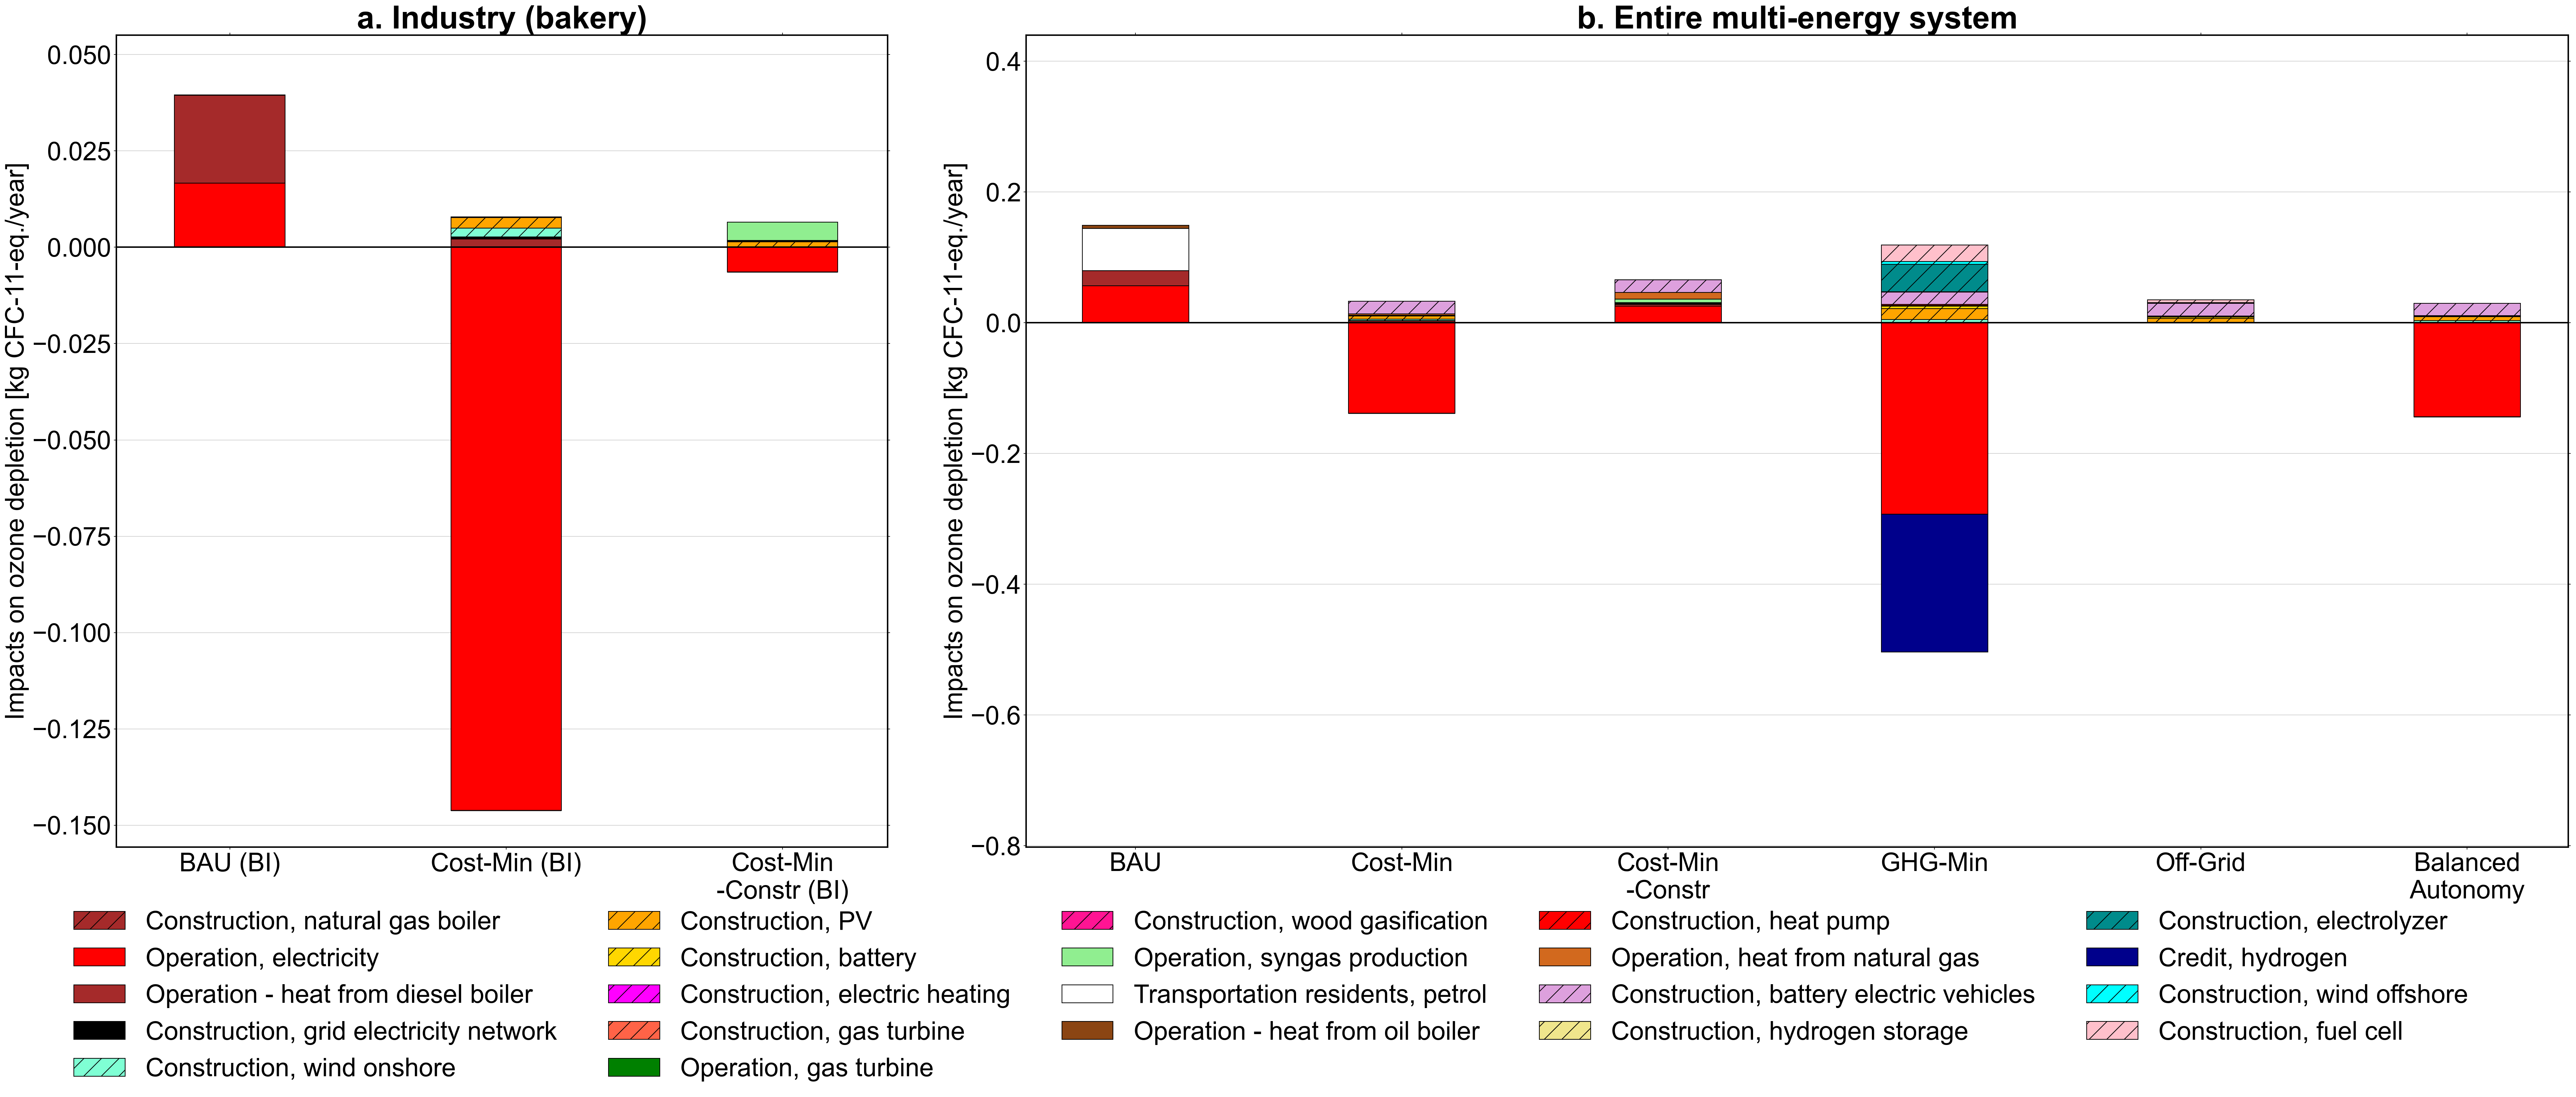 a. Industry (bakery)
Impacts on ozone depletion [kg CFC-11-eq./year]
0.050
0.025
0.000
−0.025
−0.050
−0.075
−0.100
−0.125
−0.150
BAU (BI)
Cost-Min (BI)
Cost-Min
-Constr (BI)
b. Entire multi-energy system
Impacts on ozone depletion [kg CFC-11-eq./year]
0.4
0.2
0.0
−0.2
−0.4
−0.6
−0.8
BAU
Cost-Min
Cost-Min
-Constr
GHG-Min
Off-Grid
Balanced
Autonomy
Construction, natural gas boiler
Operation, electricity
Operation - heat from diesel boiler
Construction, grid electricity network
Construction, wind onshore
Construction, PV
Construction, battery
Construction, electric heating
Construction, gas turbine
Operation, gas turbine
Construction, wood gasification
Operation, syngas production
Transportation residents, petrol
Operation - heat from oil boiler
Construction, heat pump
Operation, heat from natural gas
Construction, battery electric vehicles
Construction, hydrogen storage
Construction, electrolyzer
Credit, hydrogen
Construction, wind offshore
Construction, fuel cell